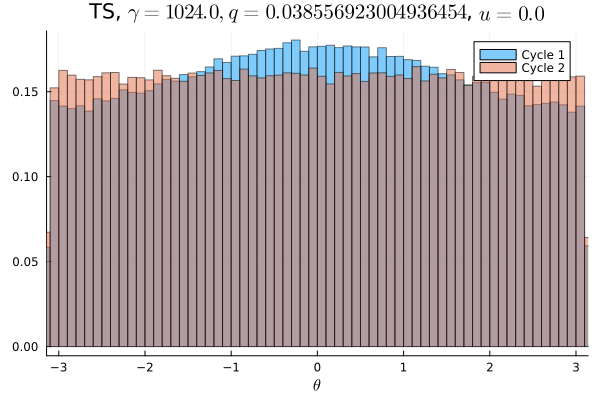 TS, γ = 1024.0, q = 0.038556923004936454, u = 0.0
Cycle 1
Cycle 2
0.15
0.10
0.05
0.00
−3 −2 −1 0 1 2 3
θ